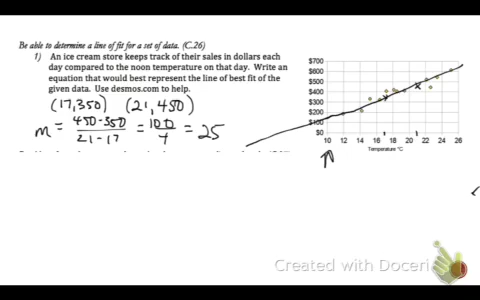 Be able to determine a line of fit for a set of data. (C.26)
1) An ice cream store keeps track of their sales in dollars each
day compared to the noon temperature on that day. Write an
equation that would best represent the line of best fit of the
given data. Use desmos.com to help.
(17,350) (21,450)
m = 450-350 / 21-17 = 100 / 4 = 25
$700
$600
$500
$400
$300
$200
$100
$0
10 12 14 16 18 20 22 24 26
Temperature °C
Created with Doceri